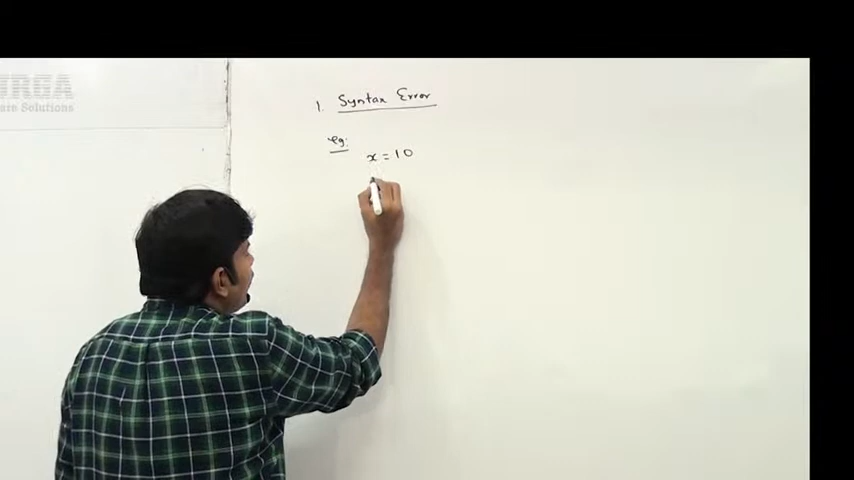 1. Syntax Error
eg:
x = 10